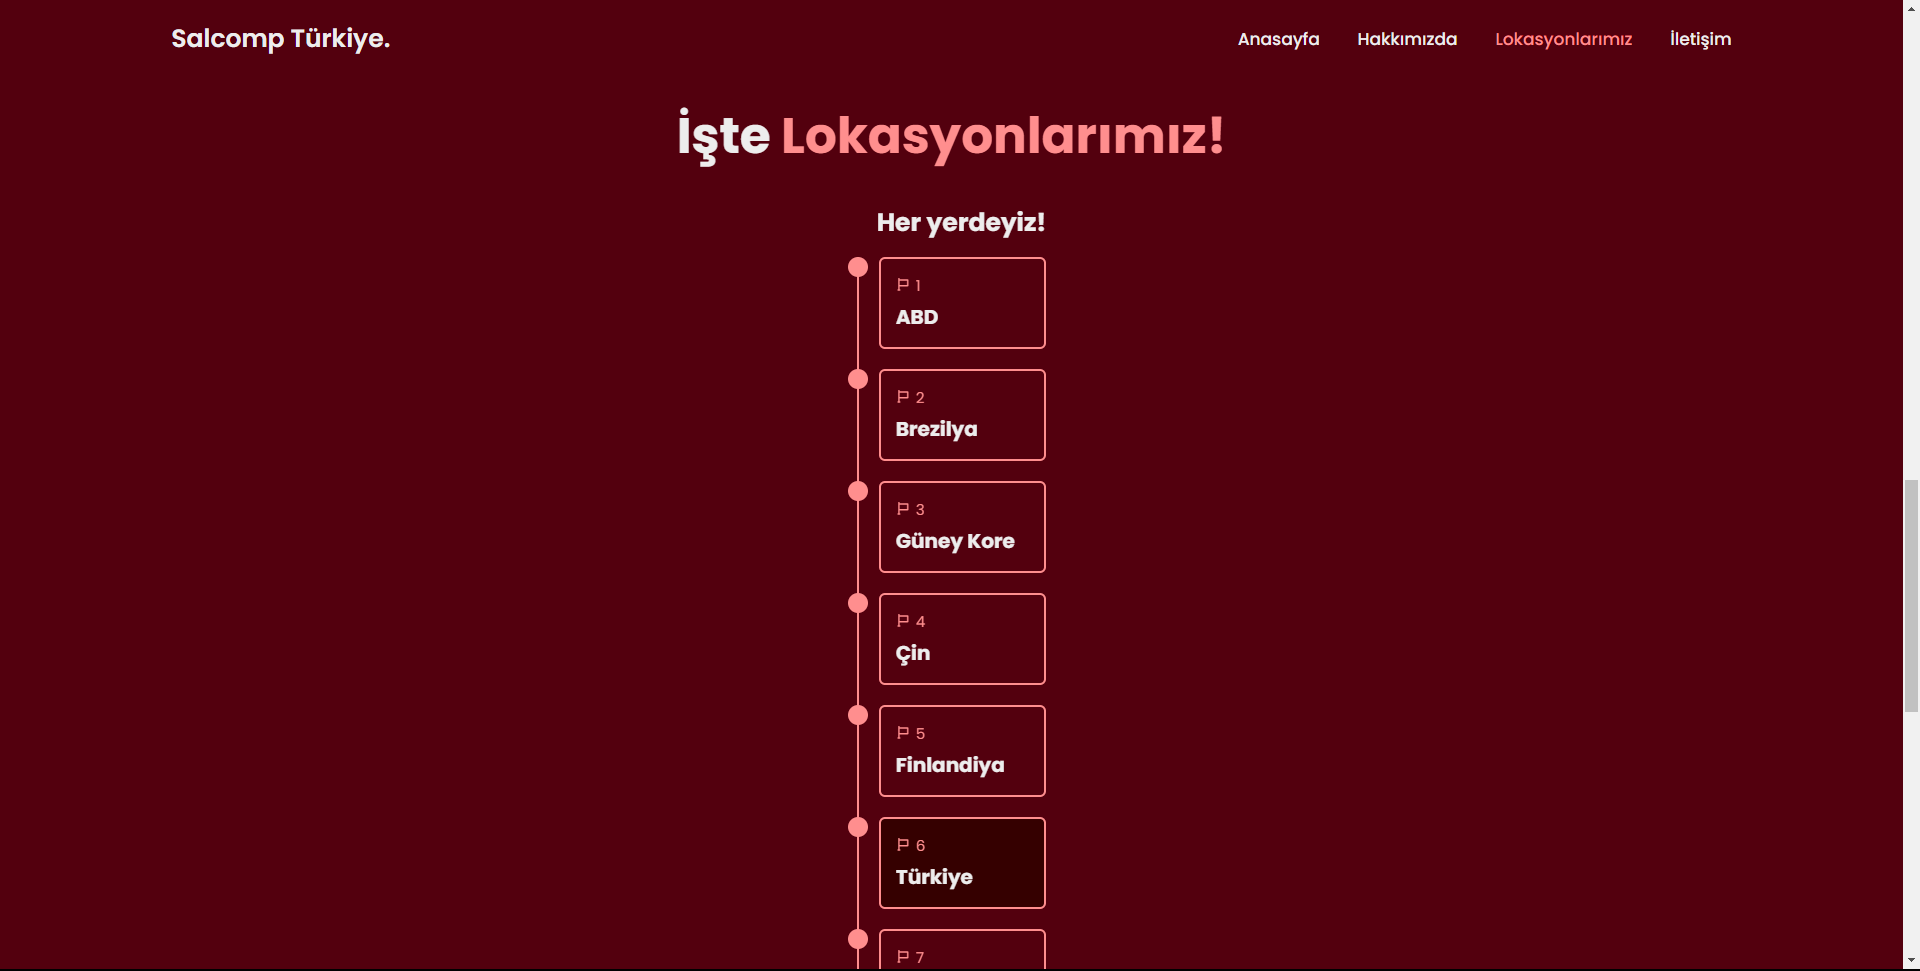 Salcomp Türkiye.
Anasayfa Hakkımızda Lokasyonlarımız İletişim
İşte Lokasyonlarımız!
Her yerdeyiz!
1
ABD
2
Brezilya
3
Güney Kore
4
Çin
5
Finlandiya
6
Türkiye
7